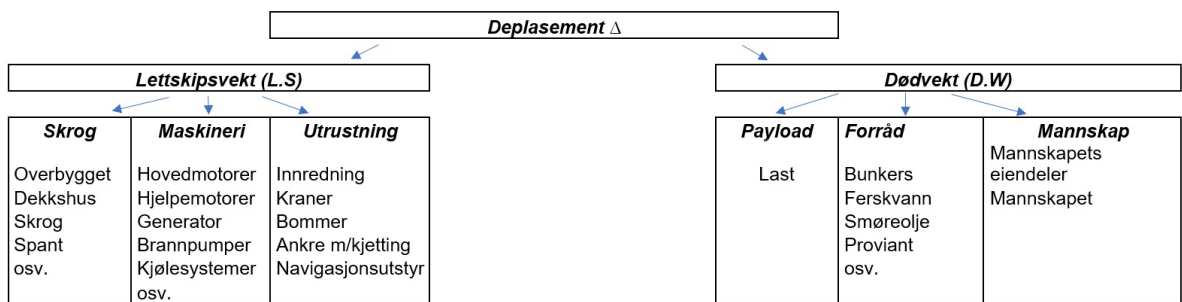 Deplasement ∆
Lettskipsvekt (L.S)
Dødvekt (D.W)
Skrog
Overbygget
Dekkshus
Skrog
Spant
osv.
Maskineri
Hovedmotorer
Hjelpemotorer
Generator
Brannpumper
Kjølesystemer
osv.
Utrustning
Innredning
Kraner
Bommer
Ankre m/kjetting
Navigasjonsutstyr
Payload
Last
Forråd
Bunkers
Ferskvann
Smøreolje
Proviant
osv.
Mannskap
Mannskapets
eiendeler
Mannskapet